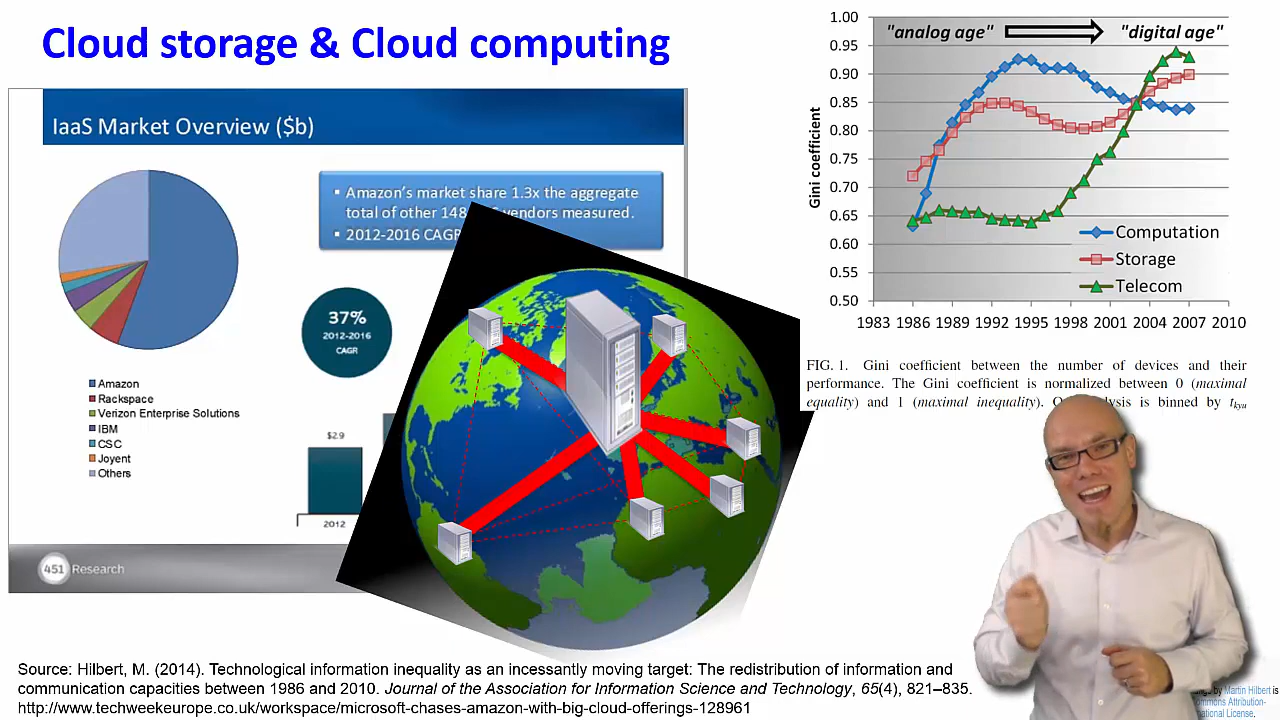 Cloud storage & Cloud computing
IaaS Market Overview ($b)
Amazon's market share 1.3x the aggregate
total of other 148 vendors measured.
2012-2016 CAGR
37%
2012-2016
CAGR
Amazon
Rackspace
Verizon Enterprise Solutions
IBM
CSC
Joyent
Others
$2.9
2012
451 Research
1.00
0.95
0.90
0.85
0.80
0.75
0.70
0.65
0.60
0.55
0.50
Gini coefficient
"analog age"
"digital age"
Computation
Storage
Telecom
1983 1986 1989 1992 1995 1998 2001 2004 2007 2010
FIG. 1. Gini coefficient between the number of devices and their
performance. The Gini coefficient is normalized between 0 (maximal
equality) and 1 (maximal inequality). is binned by tkyu
Source: Hilbert, M. (2014). Technological information inequality as an incessantly moving target: The redistribution of information and
communication capacities between 1986 and 2010. Journal of the Association for Information Science and Technology, 65(4), 821–835.
http://www.techweekeurope.co.uk/workspace/microsoft-chases-amazon-with-big-cloud-offerings-128961
by Martin Hilbert is
Attribution-
License.